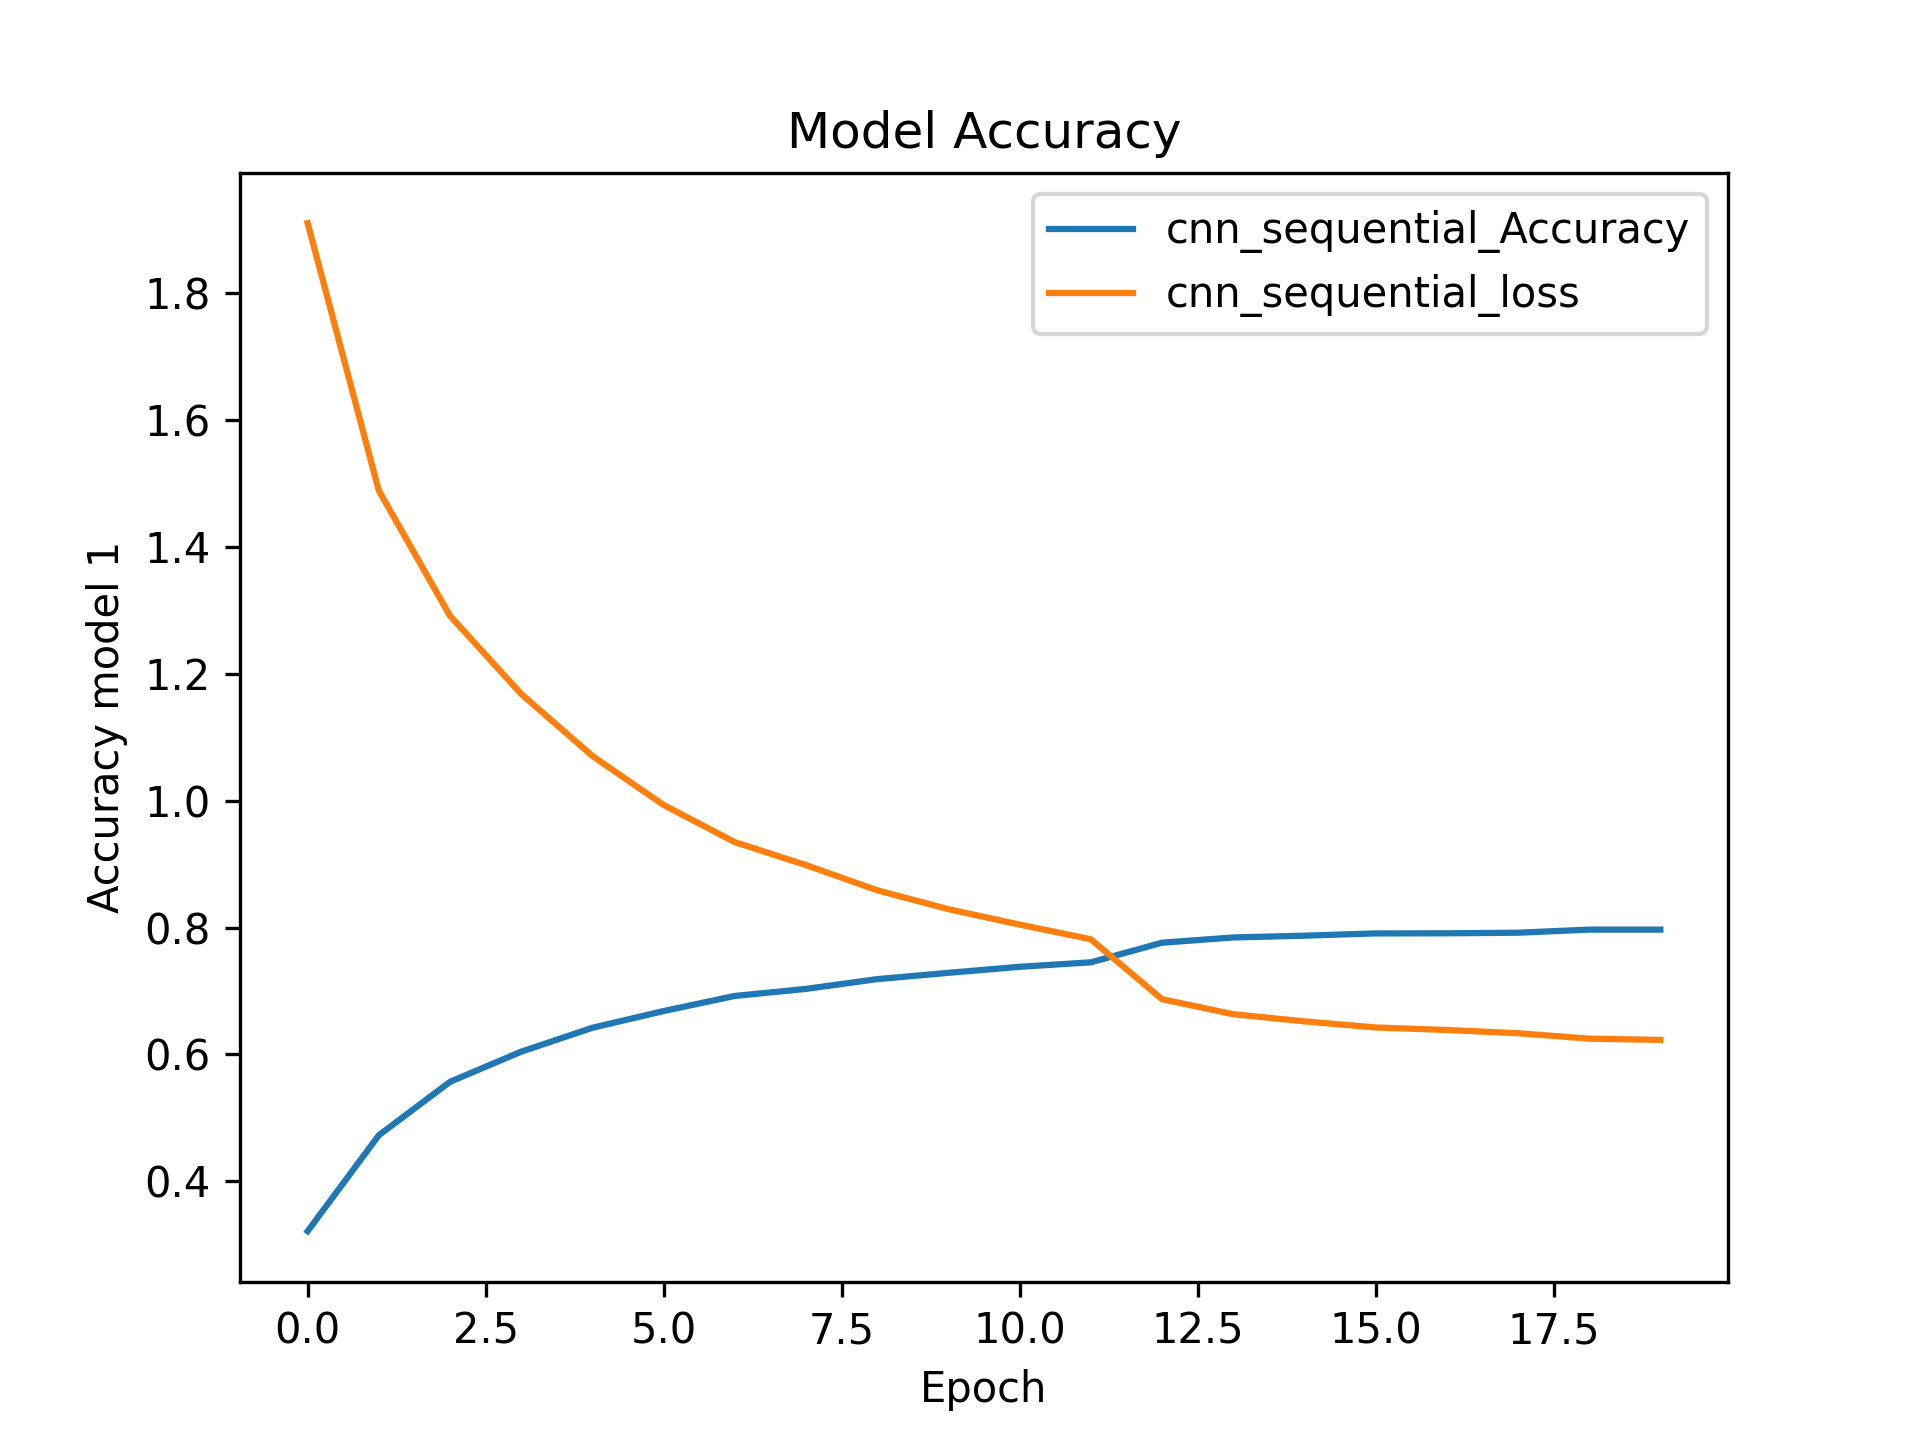 Model Accuracy
cnn_sequential_Accuracy
cnn_sequential_loss
Accuracy model 1
1.8
1.6
1.4
1.2
1.0
0.8
0.6
0.4
0.0 2.5 5.0 7.5 10.0 12.5 15.0 17.5
Epoch